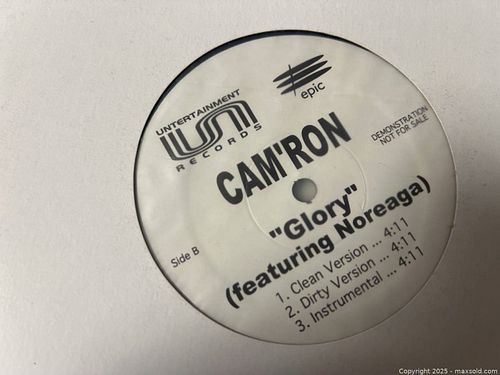 UNTERTAINMENT
UN
RECORDS
epic
DEMONSTRATION
NOT FOR SALE
CAM'RON
"Glory"
(featuring Noreaga)
Side B
1. Clean Version ... 4:11
2. Dirty Version ... 4:11
3. Instrumental ... 4:11
Copyright 2025 - maxsold.com